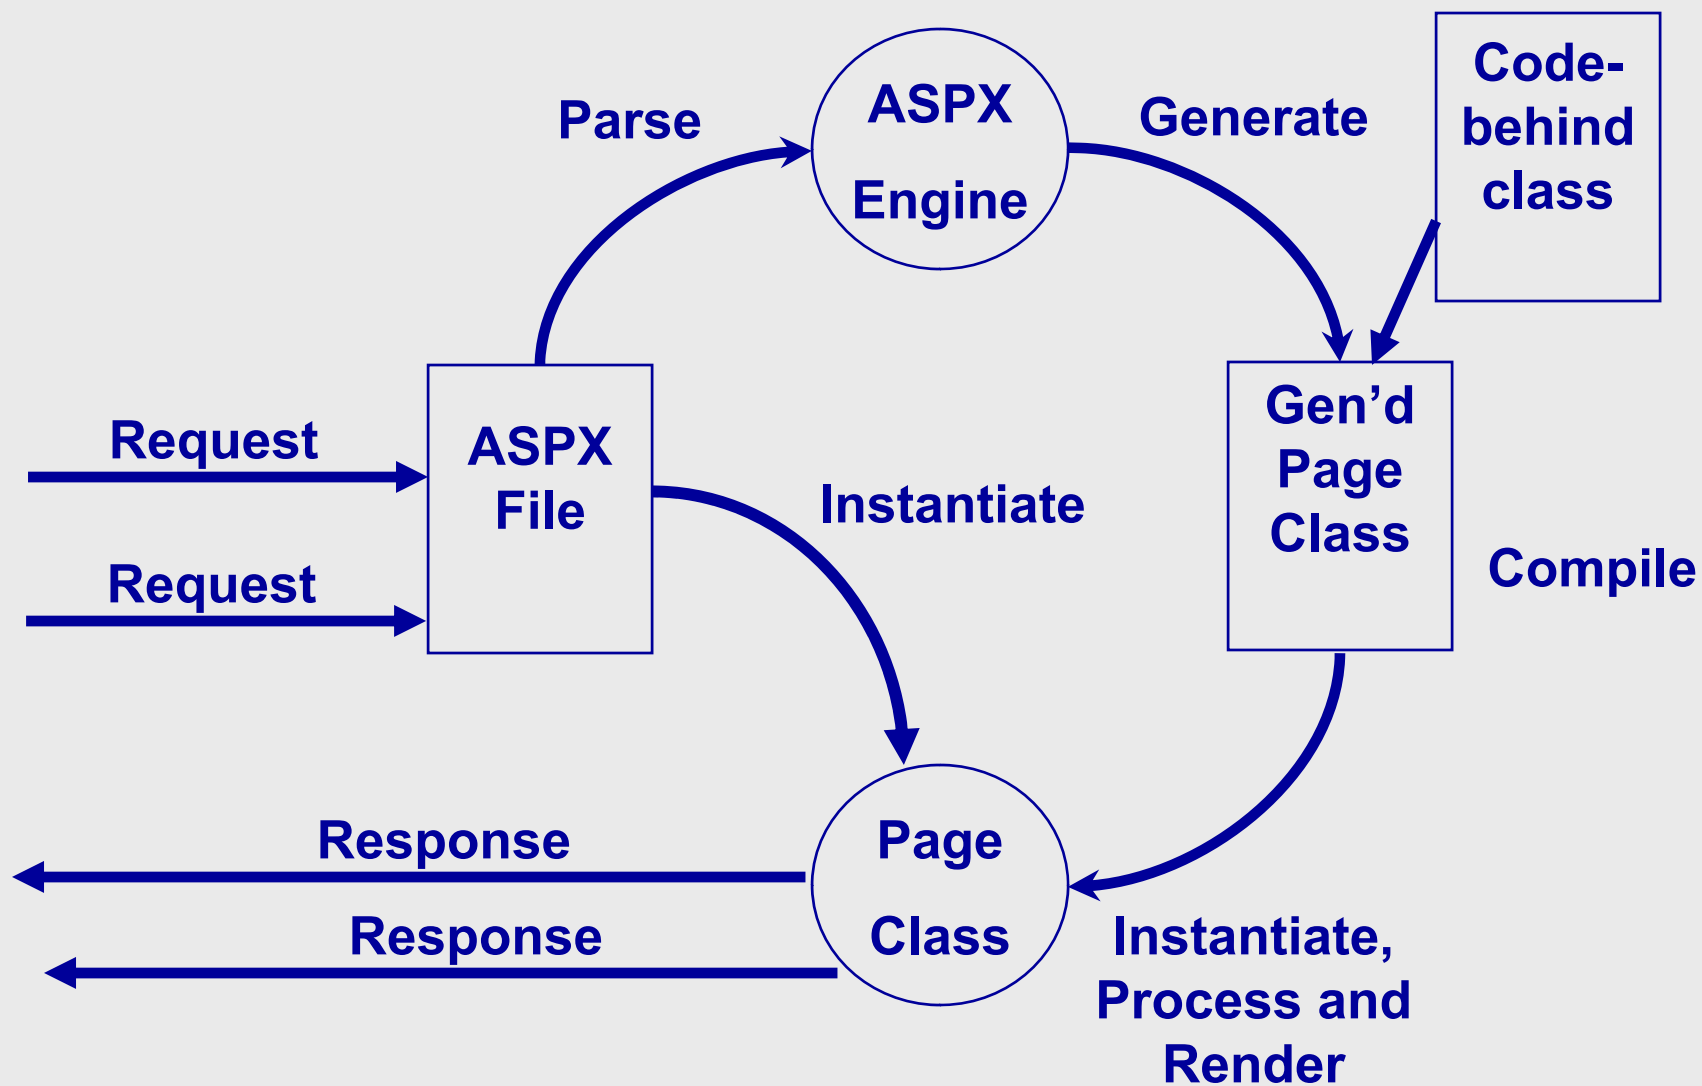 Parse
ASPX
Engine
Generate
Code-
behind
class
Request
Request
ASPX
File
Instantiate
Gen’d
Page
Class
Compile
Response
Response
Page
Class
Instantiate,
Process and
Render